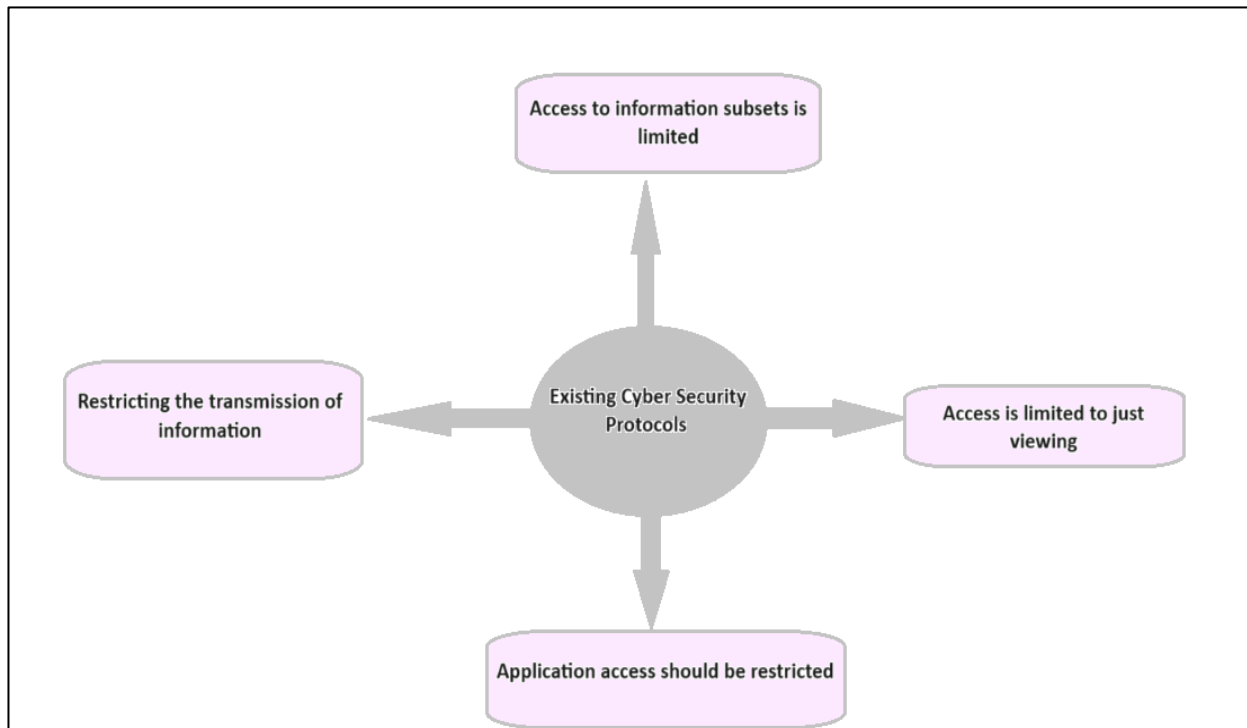 Access to information subsets is
limited
Restricting the transmission of
information
Existing Cyber Security
Protocols
Access is limited to just
viewing
Application access should be restricted